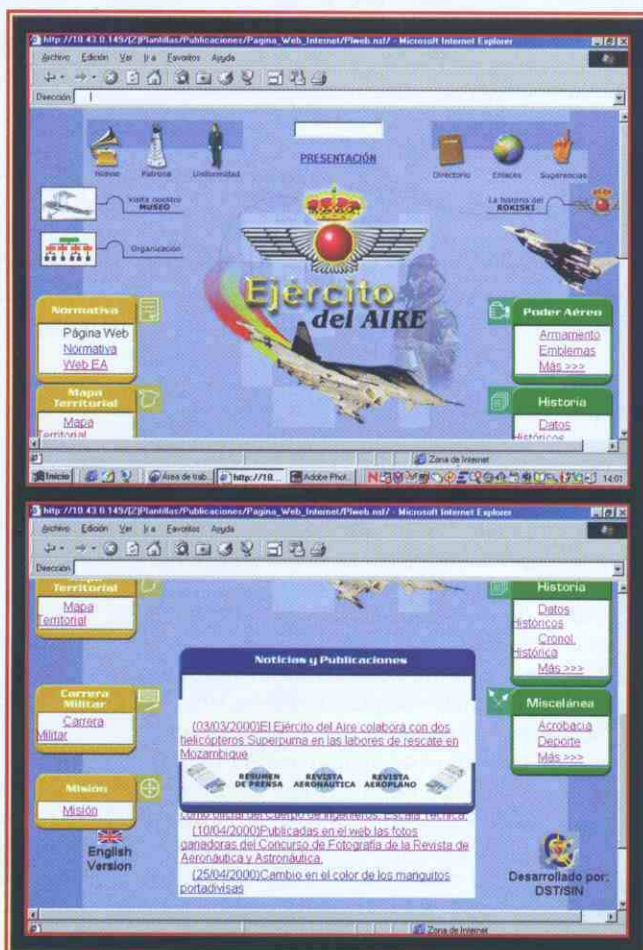 http://10.43.0.149/(Z)Plantillas/Publicaciones/Pagina_Web_Internet/PIweb.nsf/ - Microsoft Internet Explorer
Archivo Edición Ver Ir a Favoritos Ayuda
Dirección
Himno Patrona Uniformidad
PRESENTACIÓN
Directorio Enlaces Sugerencias
Visita nuestro
MUSEO
La historia del
ROKISKI
Organización
Ejército
del AIRE
Normativa
Página Web
Normativa
Web EA
Poder Aéreo
Armamento
Emblemas
Más >>>
Mapa
Territorial
Mapa
Territorial
Historia
Datos
Históricos
Zona de Internet
Inicio Área de trab... http://10... Adobe Phot... 14:01
http://10.43.0.149/(Z)Plantillas/Publicaciones/Pagina_Web_Internet/PIweb.nsf/ - Microsoft Internet Explorer
Archivo Edición Ver Ir a Favoritos Ayuda
Dirección
Territorial
Mapa
Territorial
Historia
Datos
Históricos
Cronol.
Histórica
Más >>>
Noticias y Publicaciones
(03/03/2000)El Ejército del Aire colabora con dos
helicópteros Superpuma en las labores de rescate en
Mozambique
Carrera
Militar
Carrera
Militar
Miscelánea
Acrobacia
Deporte
Más >>>
RESUMEN
DE PRENSA
REVISTA
AERONÁUTICA
REVISTA
AEROPLANO
Misión
Misión
como oficial del Cuerpo de Ingenieros, Escala Técnica.
(10/04/2000)Publicadas en el web las fotos
ganadoras del Concurso de Fotografía de la Revista de
Aeronáutica y Astronáutica.
(25/04/2000)Cambio en el color de los manguitos
portadivisas
English
Version
Desarrollado por:
DST/SIN
Zona de Internet